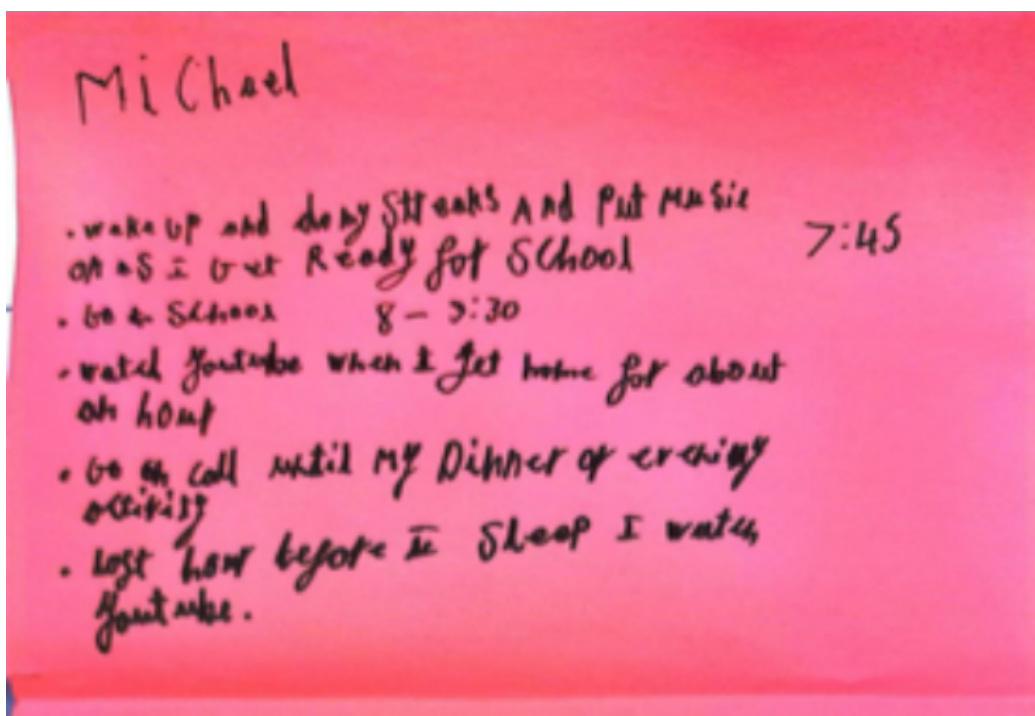 MiChael
• wake up and do my Streaks And Put Music
on as I Get Ready for SChool
7:45
• Go to School 8 - 3:30
• watch Youtube when I get home for about
an hour
• Go on call until My Dinner or evening
activity
• Last hour before I Sleep I watch
Youtube.